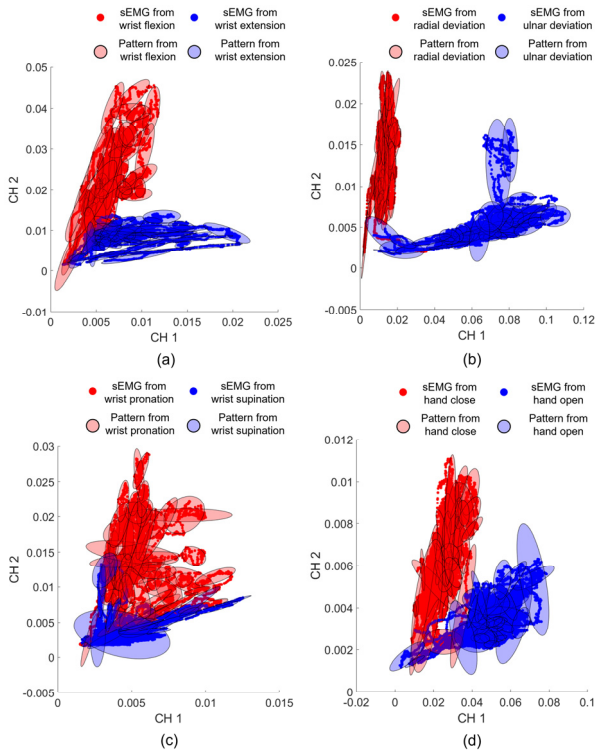 sEMG from
wrist flexion
sEMG from
wrist extension
Pattern from
wrist flexion
Pattern from
wrist extension
0.05
0.04
0.03
0.02
0.01
0
-0.01
CH 2
0
0.005
0.01
0.015
0.02
0.025
CH 1
(a)
sEMG from
radial deviation
sEMG from
ulnar deviation
Pattern from
radial deviation
Pattern from
ulnar deviation
0.025
0.02
0.015
0.01
0.005
0
-0.005
CH 2
0
0.02
0.04
0.06
0.08
0.1
0.12
CH 1
(b)
sEMG from
wrist pronation
sEMG from
wrist supination
Pattern from
wrist pronation
Pattern from
wrist supination
0.03
0.025
0.02
0.015
0.01
0.005
0
-0.005
CH 2
0
0.005
0.01
0.015
CH 1
(c)
sEMG from
hand close
sEMG from
hand open
Pattern from
hand close
Pattern from
hand open
0.012
0.01
0.008
0.006
0.004
0.002
0
CH 2
-0.02
0
0.02
0.04
0.06
0.08
0.1
CH 1
(d)